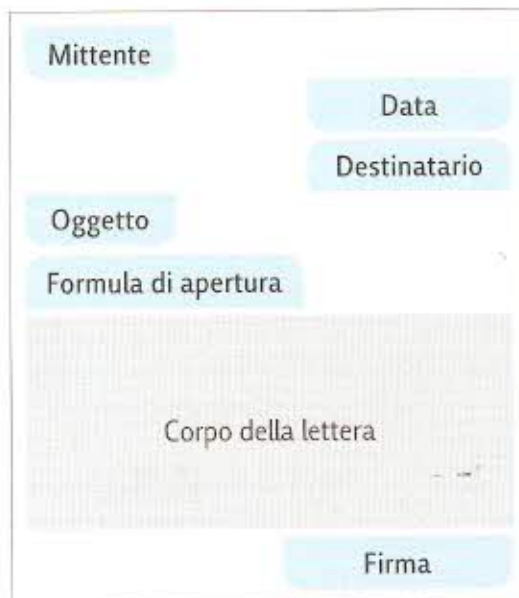 Mittente
Data
Destinatario
Oggetto
Formula di apertura
Corpo della lettera
Firma